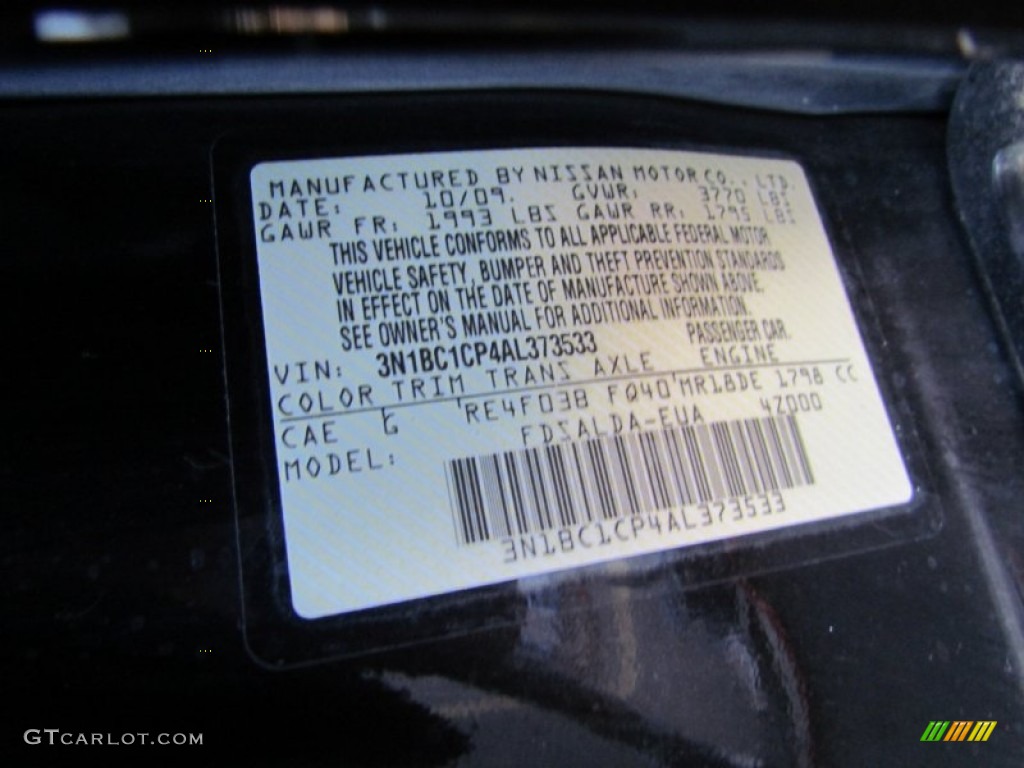 MANUFACTURED BY NISSAN MOTOR CO., LTD.
DATE: 10/09. GVWR: 3770 LBS
GAWR FR: 1993 LBS GAWR RR: 1795 LBS
THIS VEHICLE CONFORMS TO ALL APPLICABLE FEDERAL MOTOR
VEHICLE SAFETY, BUMPER AND THEFT PREVENTION STANDARDS
IN EFFECT ON THE DATE OF MANUFACTURE SHOWN ABOVE.
SEE OWNER'S MANUAL FOR ADDITIONAL INFORMATION.
VIN: 3N1BC1CP4AL373533 PASSENGER CAR.
COLOR TRIM TRANS AXLE ENGINE
CAE G RE4F03B FQ40 MR18DE 1798 CC
MODEL: FDSALDA-EUA 4Z000
3N1BC1CP4AL373533
GTCARLOT.COM